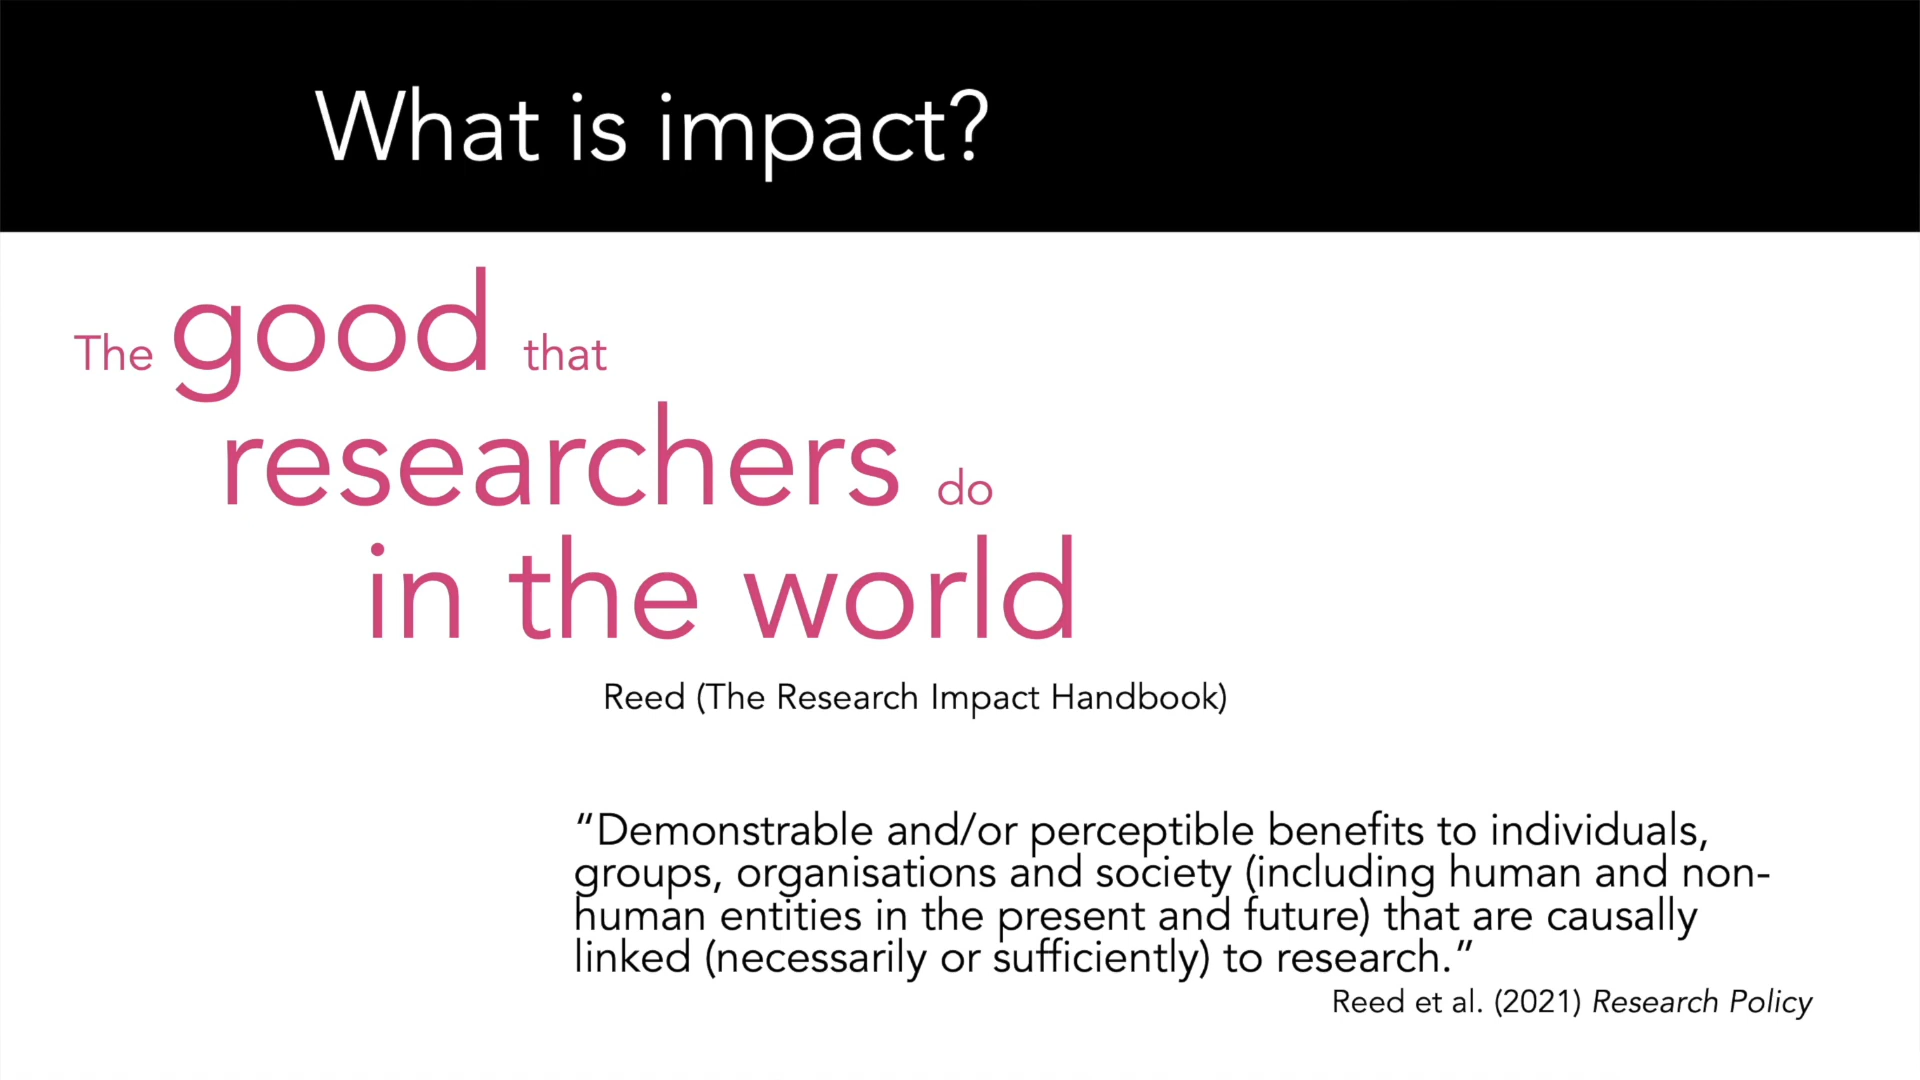 What is impact?
The good that
researchers do
in the world
Reed (The Research Impact Handbook)
“Demonstrable and/or perceptible benefits to individuals,
groups, organisations and society (including human and non-
human entities in the present and future) that are causally
linked (necessarily or sufficiently) to research.”
Reed et al. (2021) Research Policy